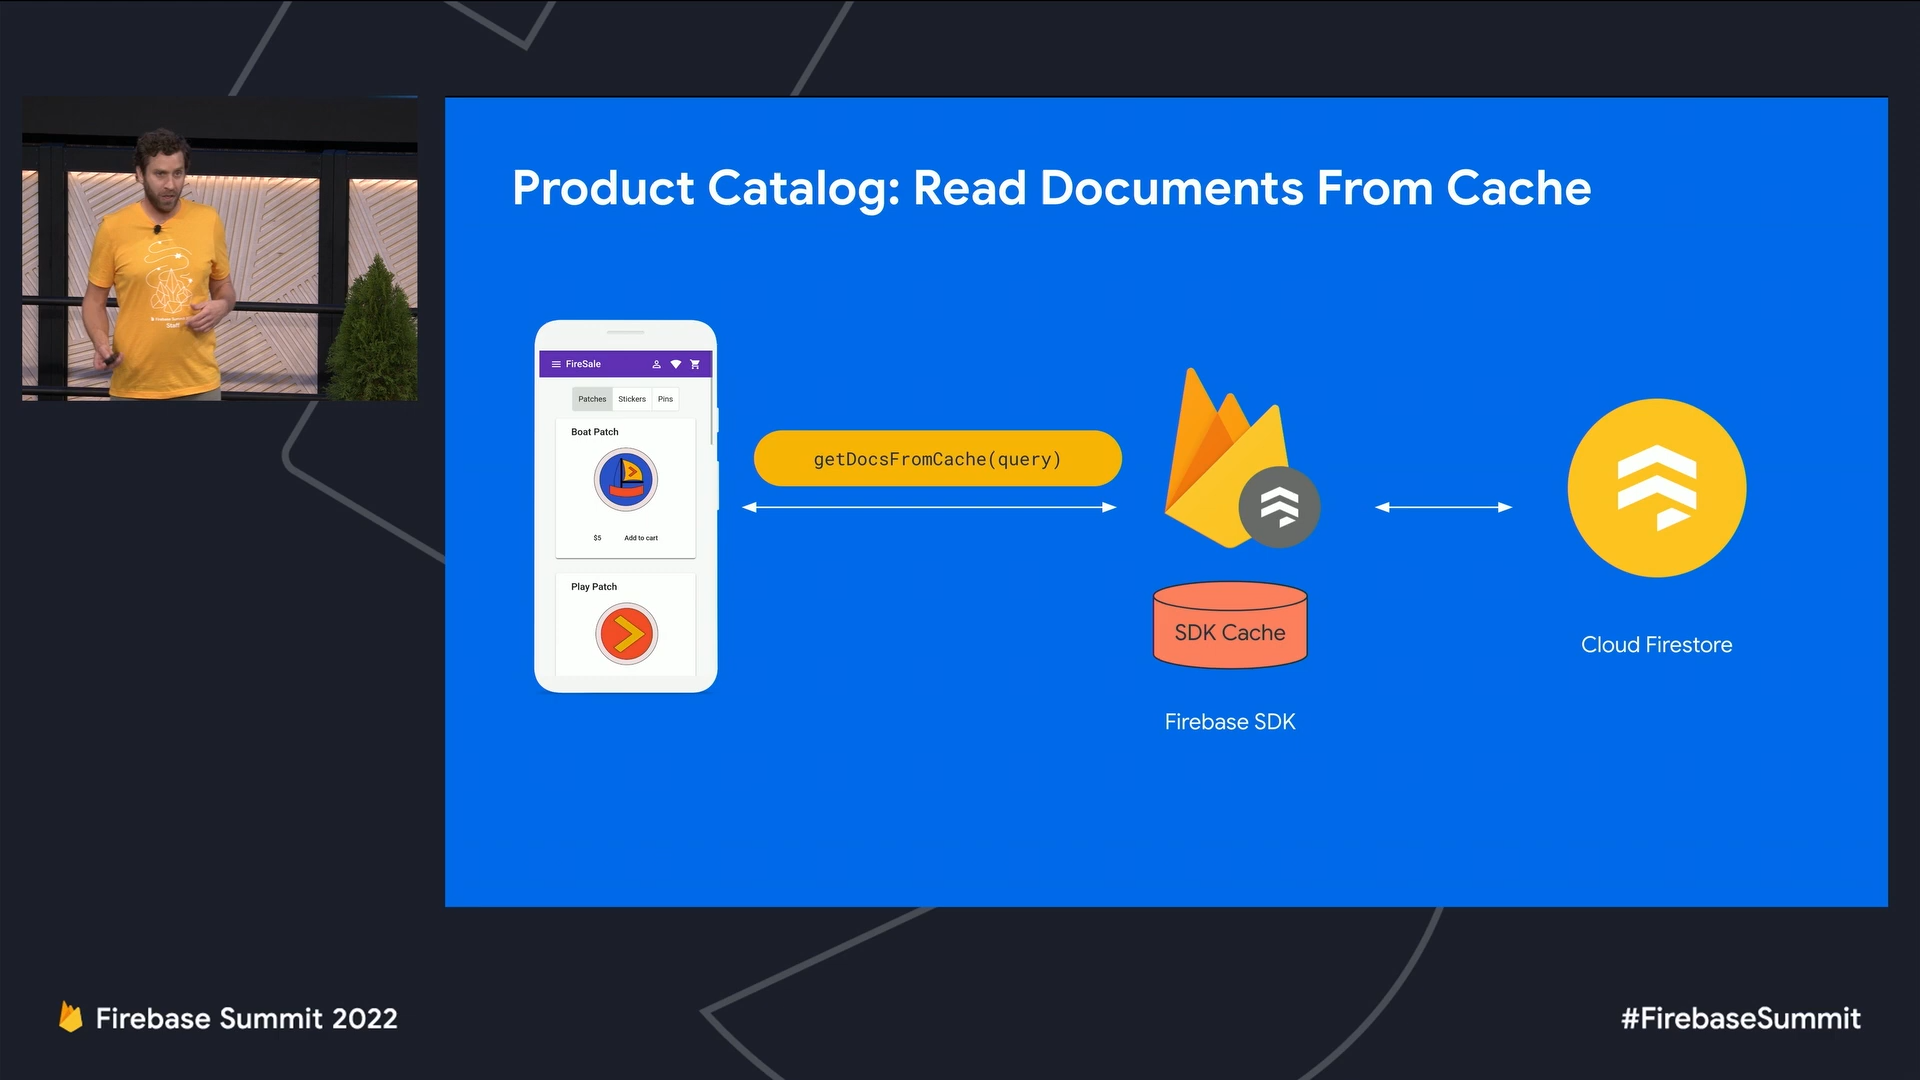 Product Catalog: Read Documents From Cache
FireSale
Patches Stickers Pins
Boat Patch
$5 Add to cart
Play Patch
getDocsFromCache(query)
SDK Cache
Firebase SDK
Cloud Firestore
Staff
Firebase Summit 2022
#FirebaseSummit